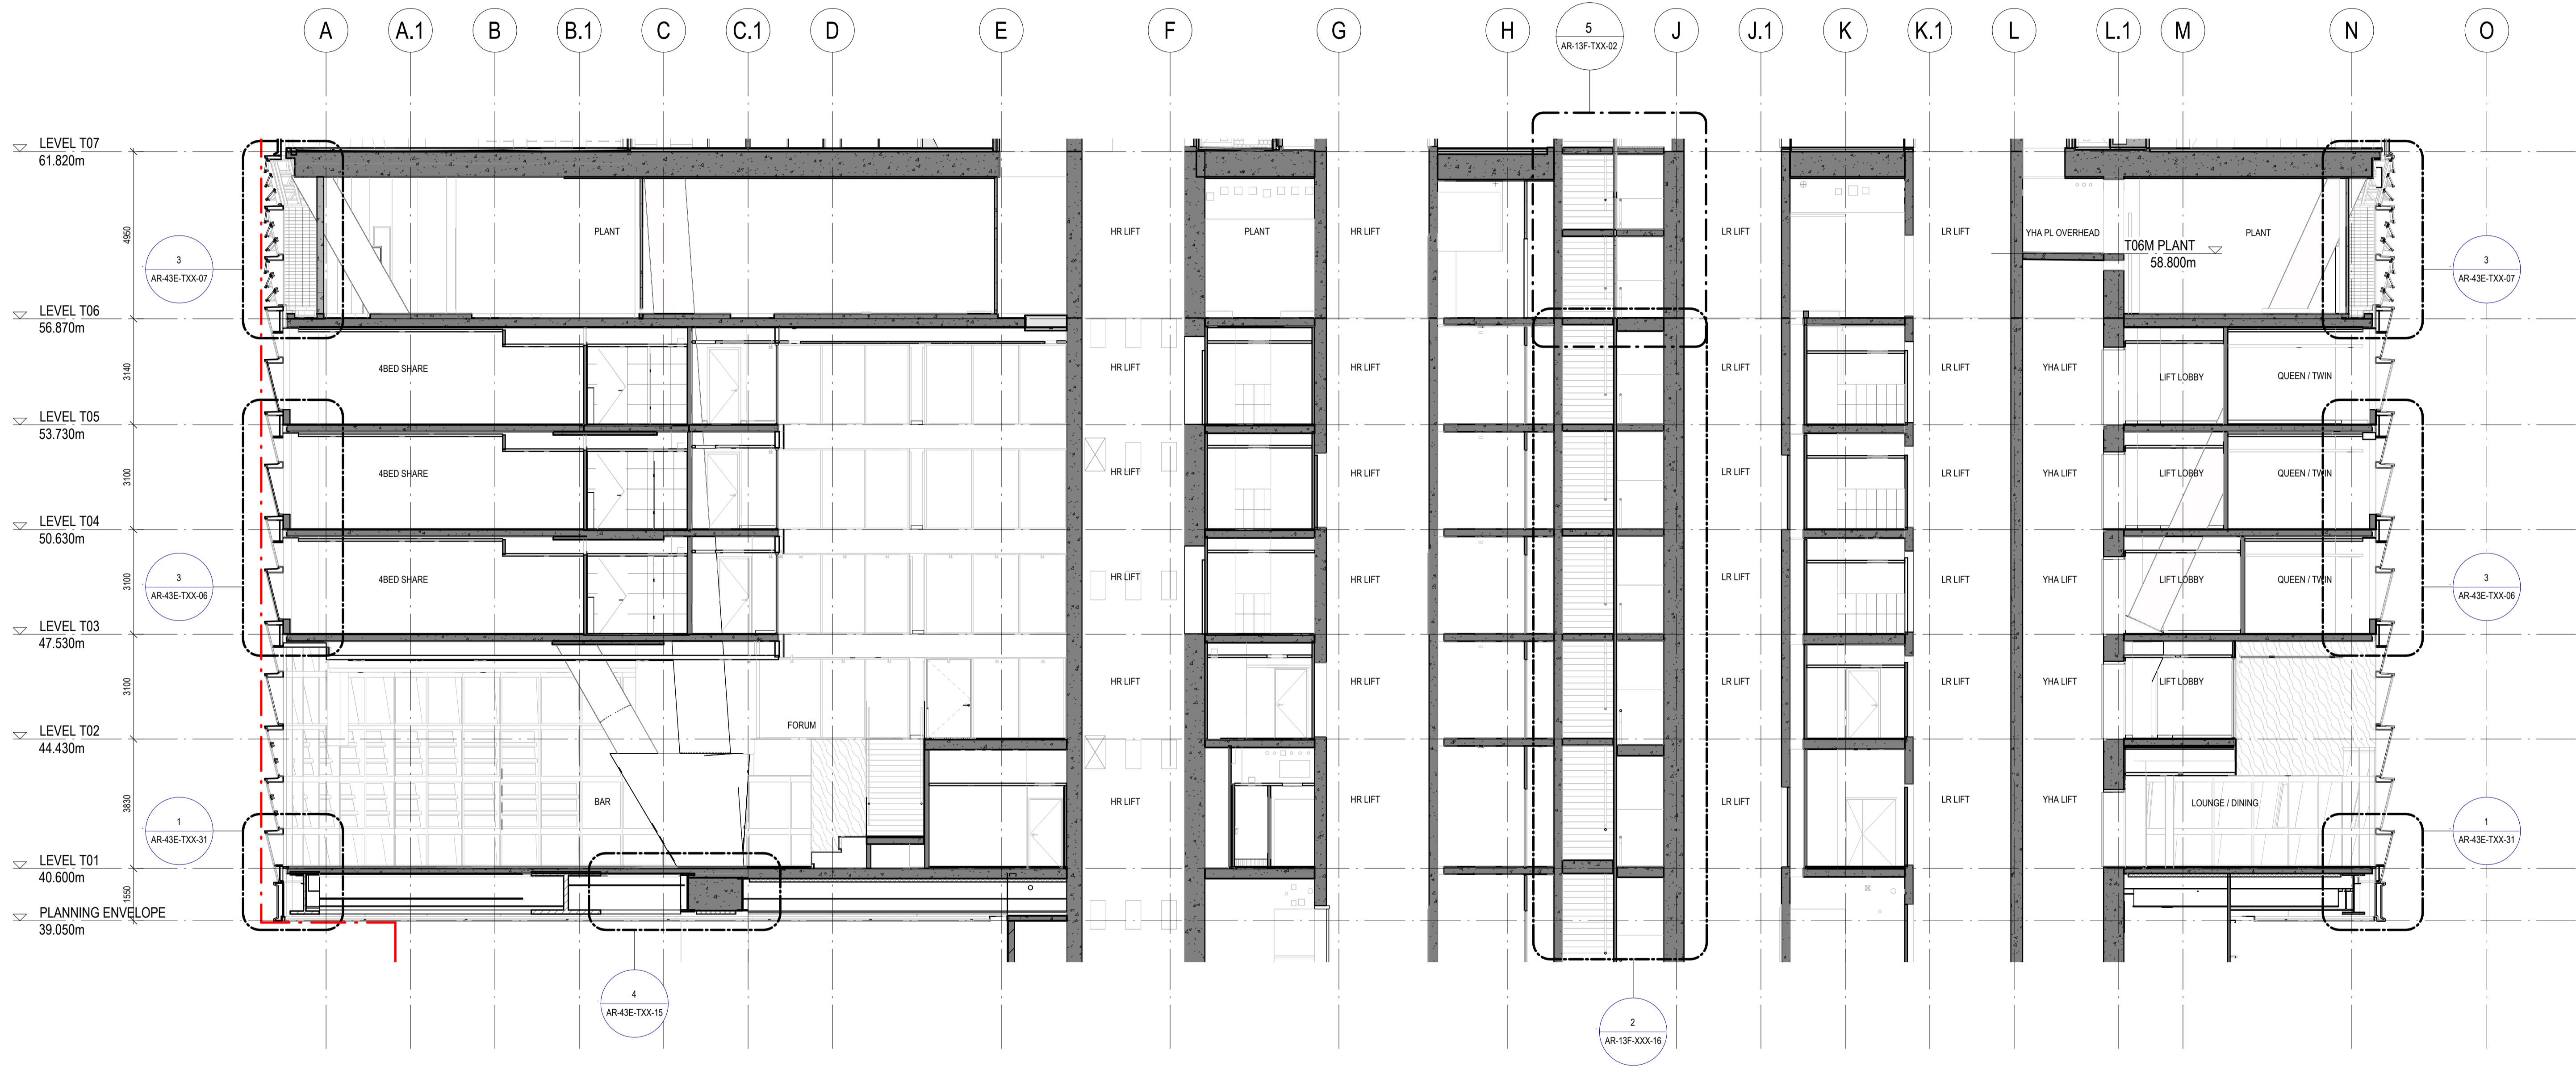 A A.1 B B.1 C C.1 D E F G H J J.1 K K.1 L L.1 M N O
5
AR-13F-TXX-02
LEVEL T07
61.820m
4950
PLANT HR LIFT PLANT HR LIFT LR LIFT LR LIFT YHA PL OVERHEAD PLANT
T06M PLANT
58.800m
3
AR-43E-TXX-07
3
AR-43E-TXX-07
LEVEL T06
56.870m
3140
4BED SHARE HR LIFT HR LIFT LR LIFT LR LIFT YHA LIFT LIFT LOBBY QUEEN / TWIN
LEVEL T05
53.730m
3100
4BED SHARE HR LIFT HR LIFT LR LIFT LR LIFT YHA LIFT LIFT LOBBY QUEEN / TWIN
LEVEL T04
50.630m
3100
4BED SHARE HR LIFT HR LIFT LR LIFT LR LIFT YHA LIFT LIFT LOBBY QUEEN / TWIN
3
AR-43E-TXX-06
3
AR-43E-TXX-06
LEVEL T03
47.530m
3100
HR LIFT HR LIFT LR LIFT LR LIFT YHA LIFT LIFT LOBBY
FORUM
LEVEL T02
44.430m
3830
BAR HR LIFT HR LIFT LR LIFT LR LIFT YHA LIFT LOUNGE / DINING
1
AR-43E-TXX-31
1
AR-43E-TXX-31
LEVEL T01
40.600m
1550
PLANNING ENVELOPE
39.050m
4
AR-43E-TXX-15
2
AR-13F-XXX-16